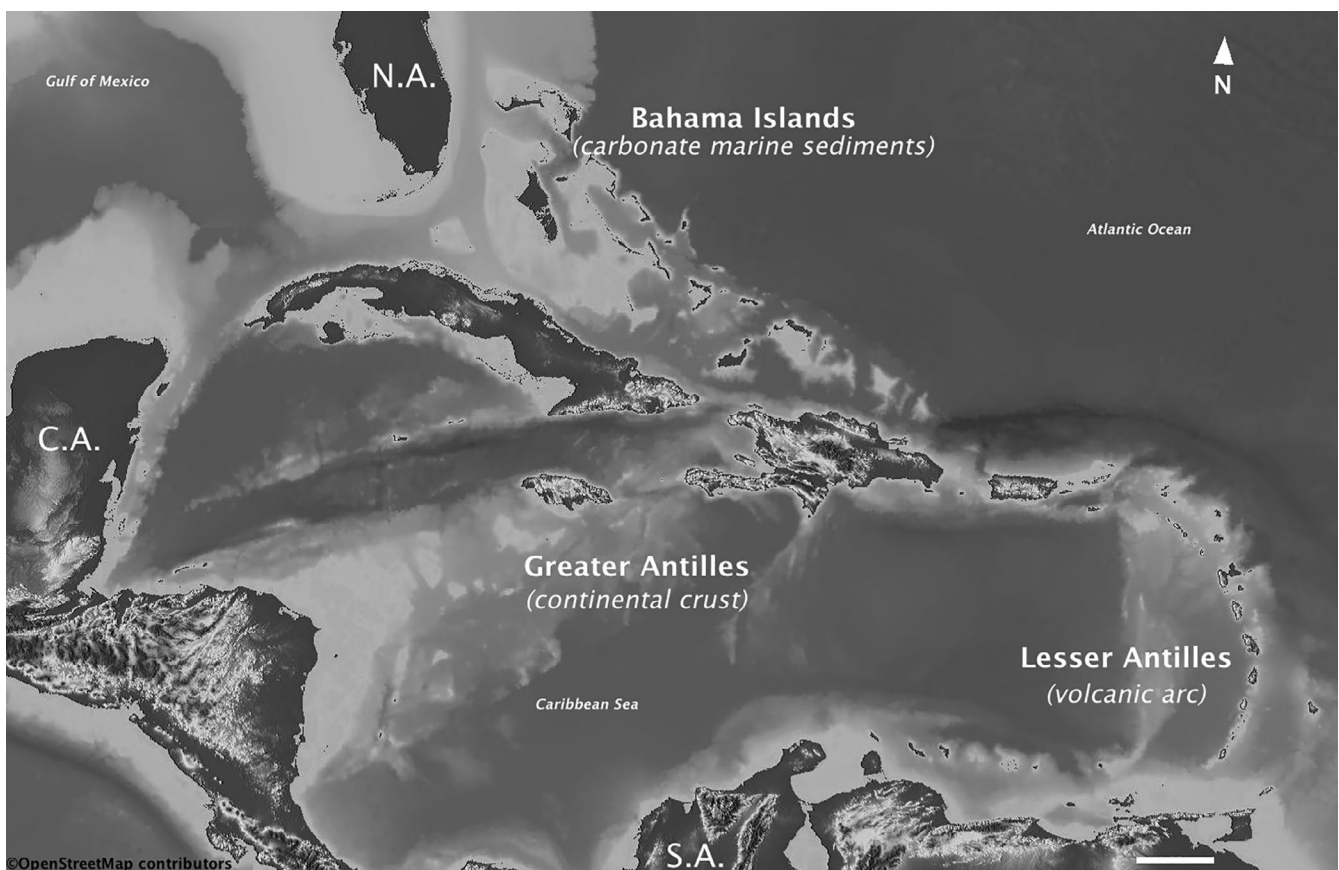 Gulf of Mexico
N.A.
N
Bahama Islands
(carbonate marine sediments)
Atlantic Ocean
C.A.
Greater Antilles
(continental crust)
Lesser Antilles
(volcanic arc)
Caribbean Sea
S.A.
©OpenStreetMap contributors